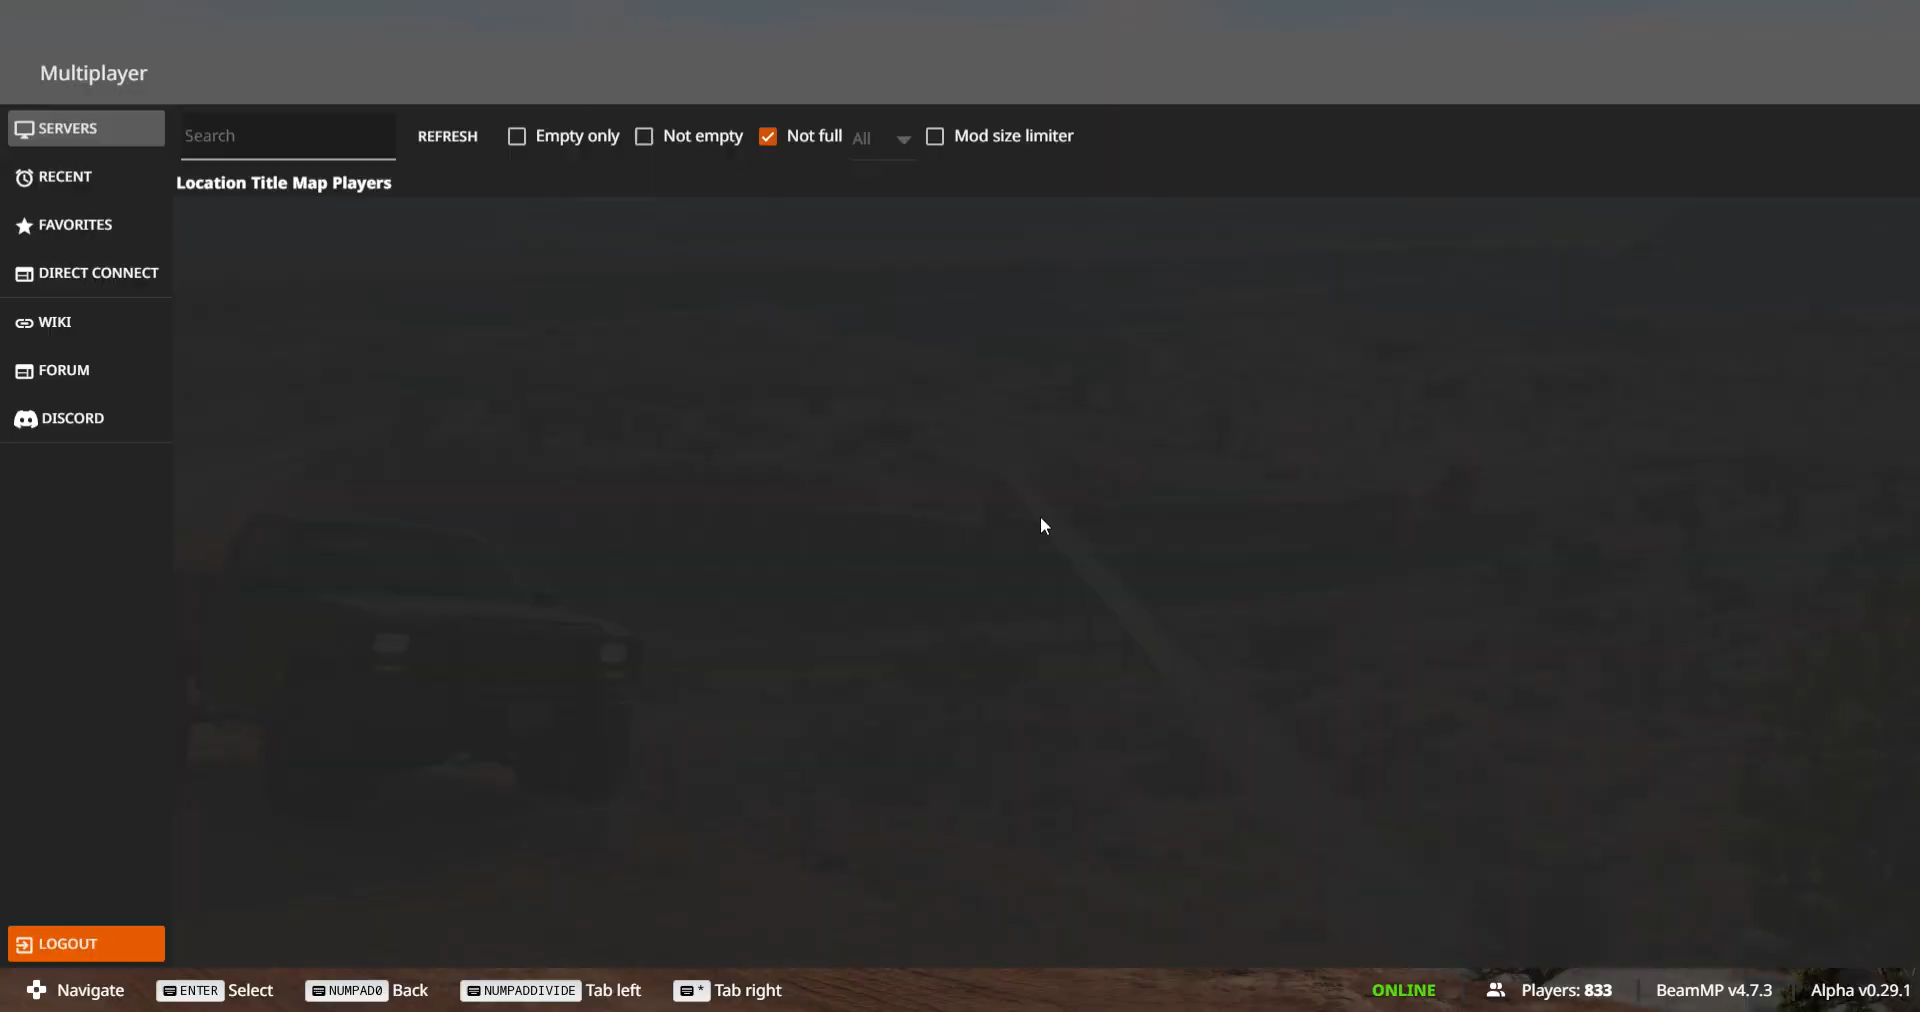 Multiplayer
SERVERS
Search REFRESH Empty only Not empty Not full All Mod size limiter
RECENT
Location Title Map Players
FAVORITES
DIRECT CONNECT
WIKI
FORUM
DISCORD
LOGOUT
Navigate ENTER Select NUMPAD0 Back NUMPADDIVIDE Tab left * Tab right ONLINE Players: 833 BeamMP v4.7.3 Alpha v0.29.1